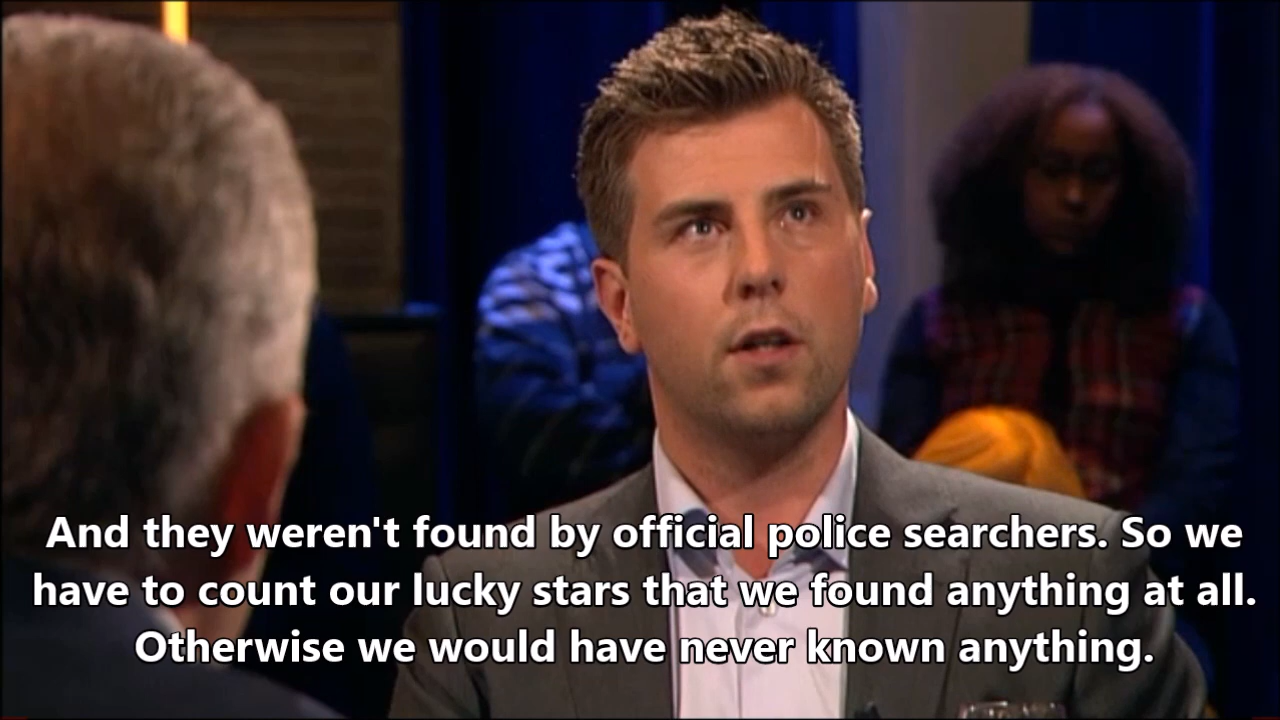 And they weren't found by official police searchers. So we
have to count our lucky stars that we found anything at all.
Otherwise we would have never known anything.